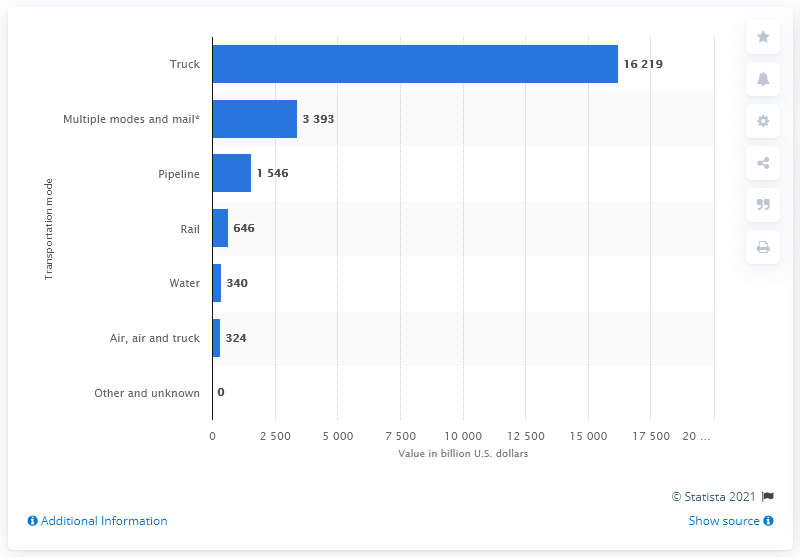 Truck
16 219
Multiple modes and mail*
3 393
Pipeline
1 546
Rail
646
Water
340
Air, air and truck
324
Other and unknown
0
Transportation mode
0
2 500
5 000
7 500
10 000
12 500
15 000
17 500
20 ...
Value in billion U.S. dollars
© Statista 2021
Additional Information
Show source